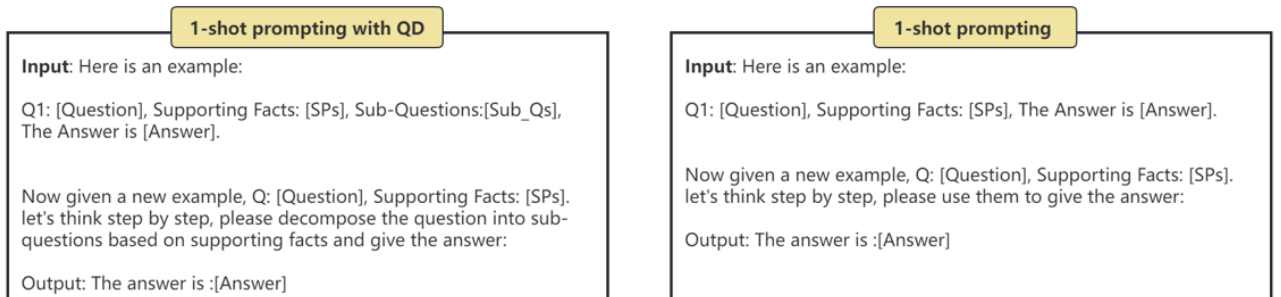 1-shot prompting with QD
Input: Here is an example:
Q1: [Question], Supporting Facts: [SPs], Sub-Questions:[Sub_Qs],
The Answer is [Answer].
Now given a new example, Q: [Question], Supporting Facts: [SPs].
let's think step by step, please decompose the question into sub-
questions based on supporting facts and give the answer:
Output: The answer is :[Answer]
1-shot prompting
Input: Here is an example:
Q1: [Question], Supporting Facts: [SPs], The Answer is [Answer].
Now given a new example, Q: [Question], Supporting Facts: [SPs].
let's think step by step, please use them to give the answer:
Output: The answer is :[Answer]